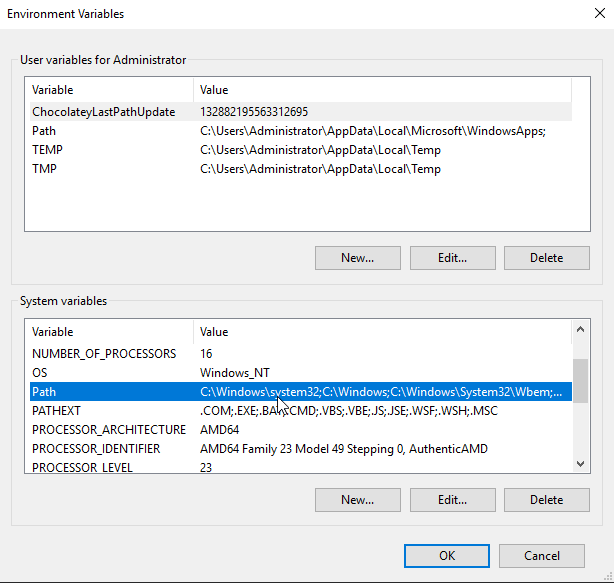 Environment Variables
User variables for Administrator
Variable Value
ChocolateyLastPathUpdate 132882195563312695
Path C:\Users\Administrator\AppData\Local\Microsoft\WindowsApps;
TEMP C:\Users\Administrator\AppData\Local\Temp
TMP C:\Users\Administrator\AppData\Local\Temp
New... Edit... Delete
System variables
Variable Value
NUMBER_OF_PROCESSORS 16
OS Windows_NT
Path C:\Windows\system32;C:\Windows;C:\Windows\System32\Wbem;...
PATHEXT .COM;.EXE;.BAT;.CMD;.VBS;.VBE;.JS;.JSE;.WSF;.WSH;.MSC
PROCESSOR_ARCHITECTURE AMD64
PROCESSOR_IDENTIFIER AMD64 Family 23 Model 49 Stepping 0, AuthenticAMD
PROCESSOR_LEVEL 23
New... Edit... Delete
OK Cancel